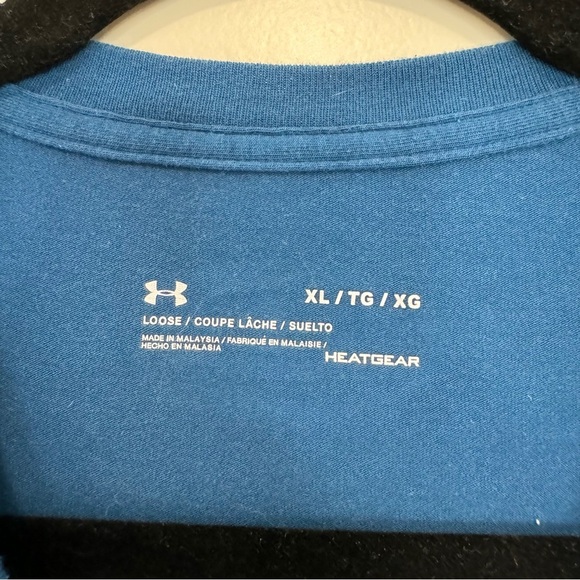 XL / TG / XG
LOOSE / COUPE LÂCHE / SUELTO
MADE IN MALAYSIA / FABRIQUÉ EN MALAISIE /
HECHO EN MALASIA
HEATGEAR